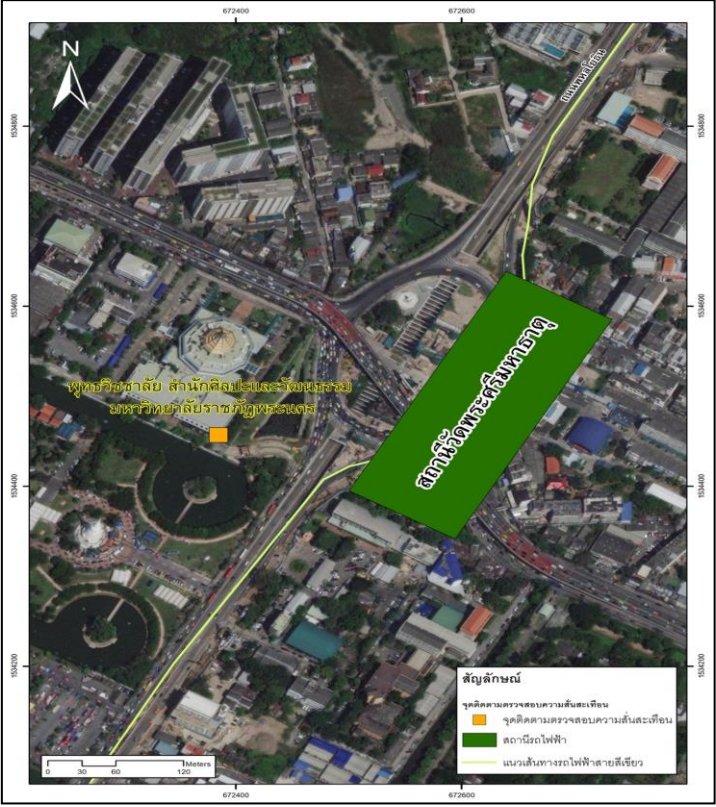 672400 672600
N
ถนนพหลโยธิน
1534800 1534800
1534600 1534600
สถานีวัดพระศรีมหาธาตุ
พุทธวิชชาลัย สำนักศิลปะและวัฒนธรรม
มหาวิทยาลัยราชภัฏพระนคร
1534400 1534400
1534200 1534200
สัญลักษณ์
จุดติดตามตรวจสอบความสั่นสะเทือน
จุดติดตามตรวจสอบความสั่นสะเทือน
สถานีรถไฟฟ้า
แนวเส้นทางรถไฟฟ้าสายสีเขียว
Meters
0 30 60 120
672400 672600